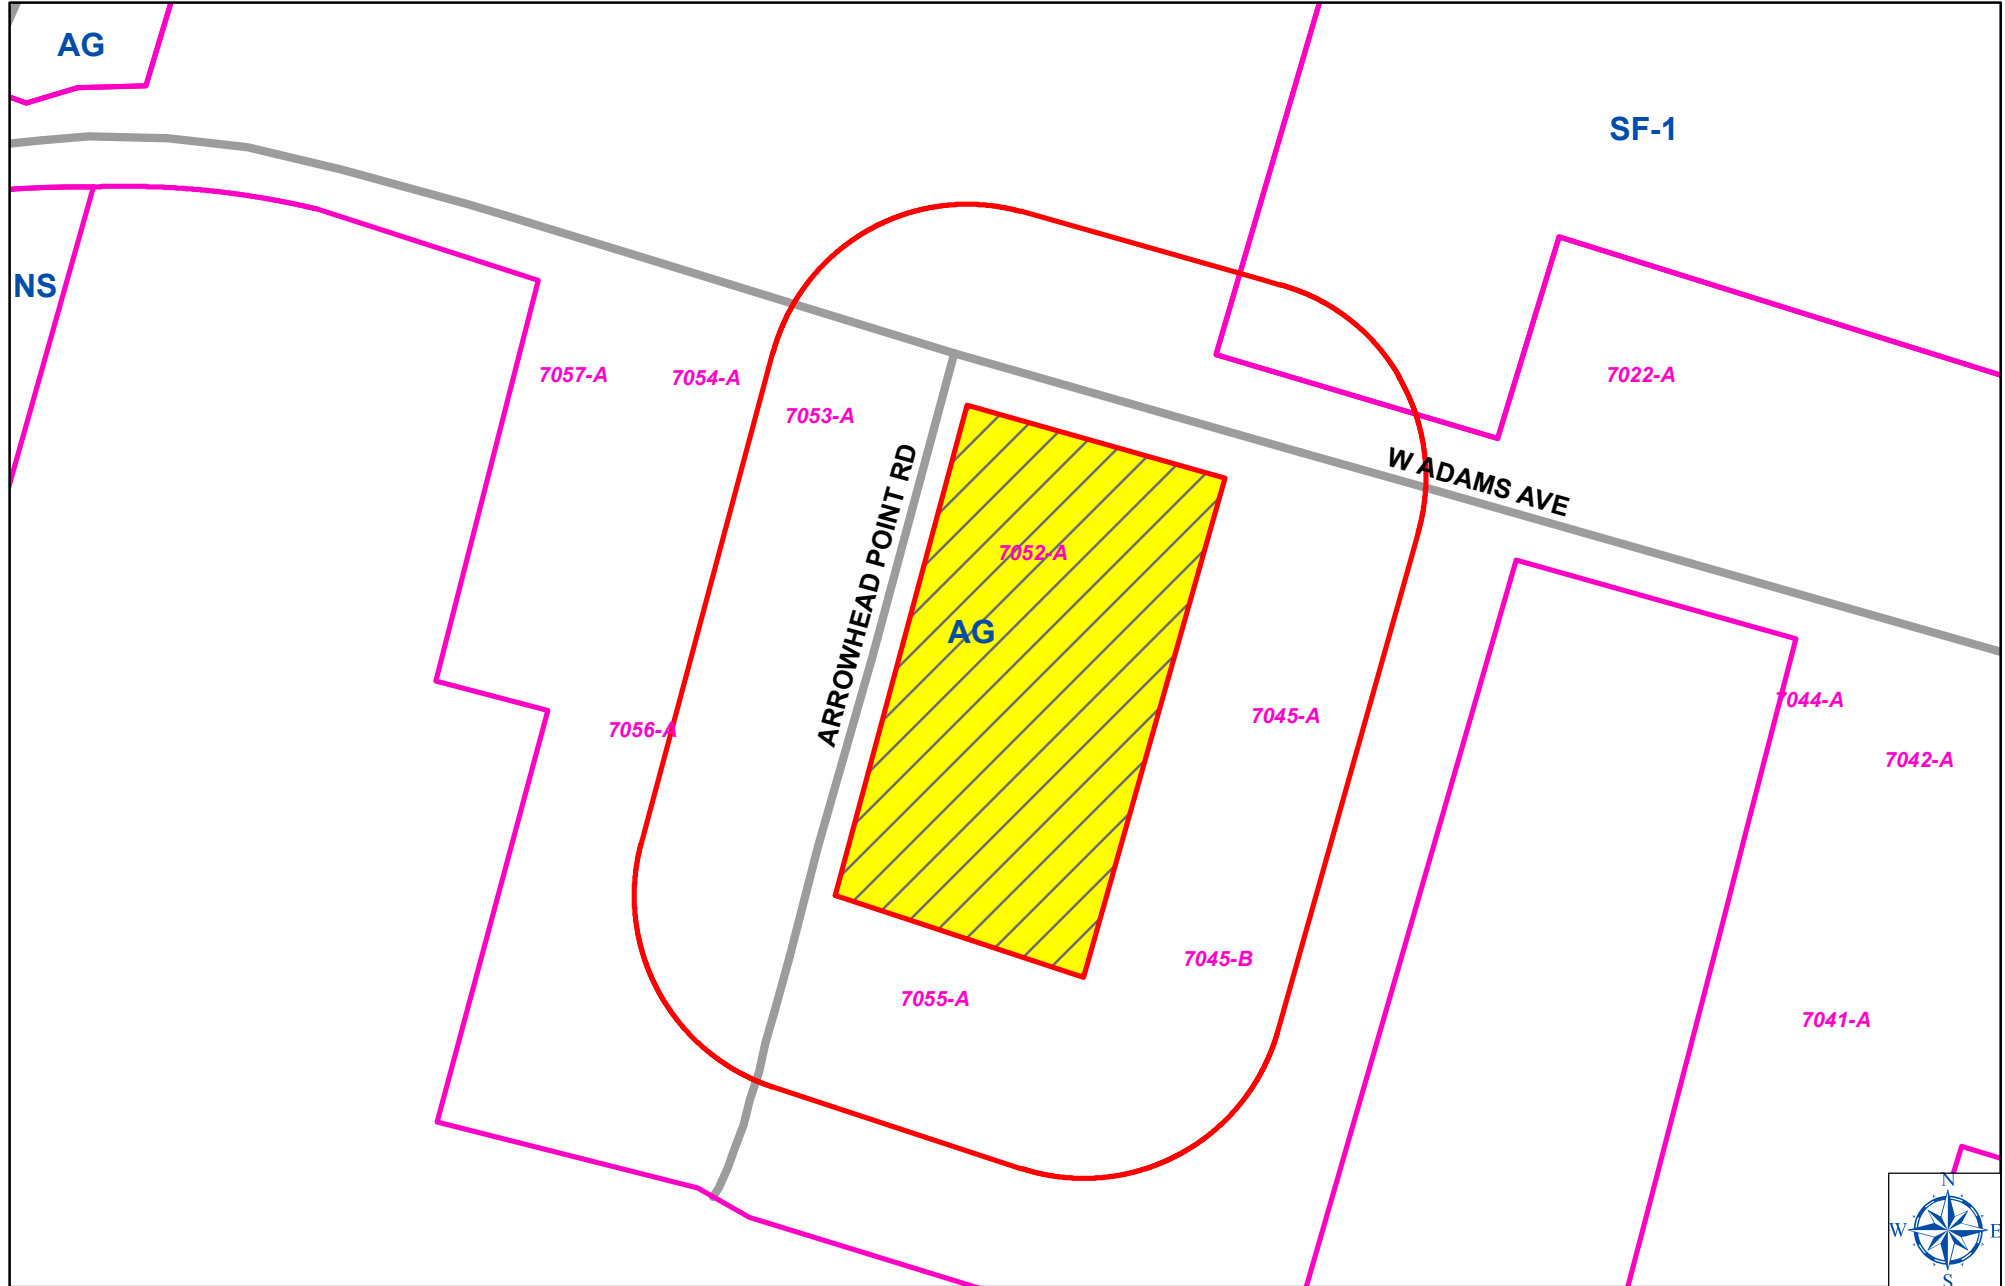 AG
SF-1
NS
7057-A
7054-A
7022-A
7053-A
W ADAMS AVE
ARROWHEAD POINT RD
7052-A
AG
7056-A
7045-A
7044-A
7042-A
7045-B
7055-A
7041-A
N
W
E
S